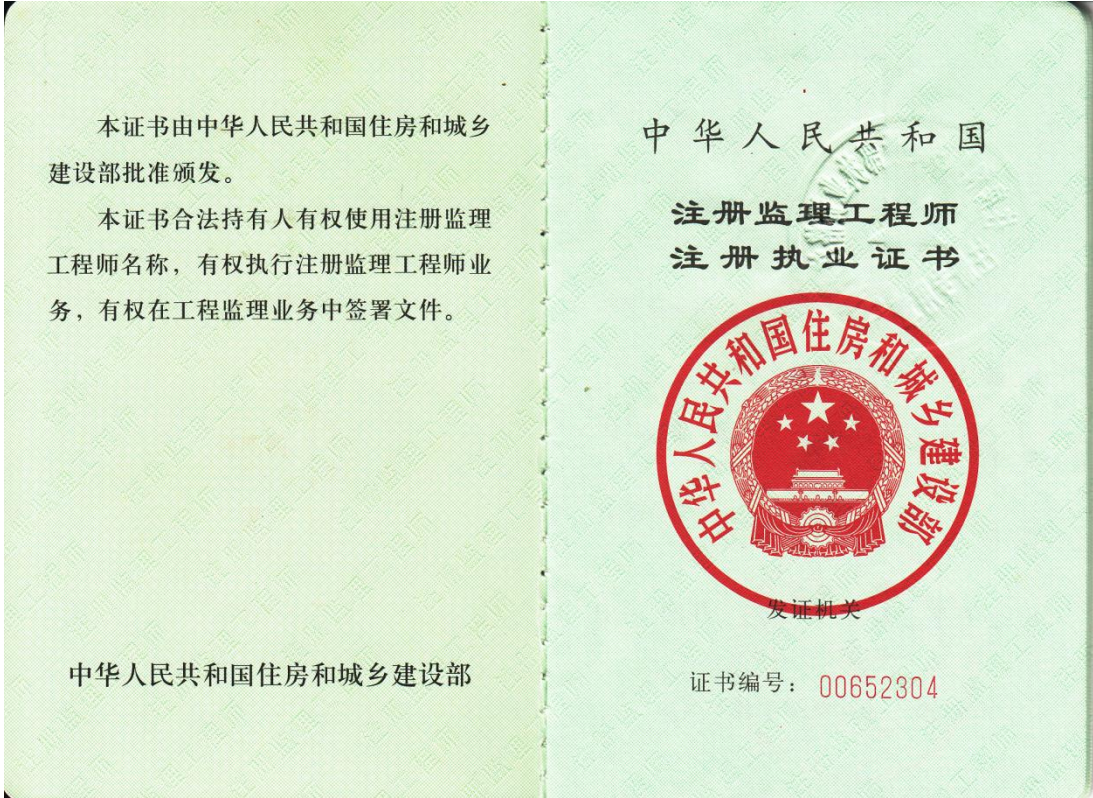 本证书由中华人民共和国住房和城乡
建设部批准颁发。
本证书合法持有人有权使用注册监理
工程师名称，有权执行注册监理工程师业
务，有权在工程监理业务中签署文件。
中华人民共和国住房和城乡建设部
中华人民共和国
注册监理工程师
注册执业证书
中华人民共和国住房和城乡建设部
发证机关
证书编号：00652304